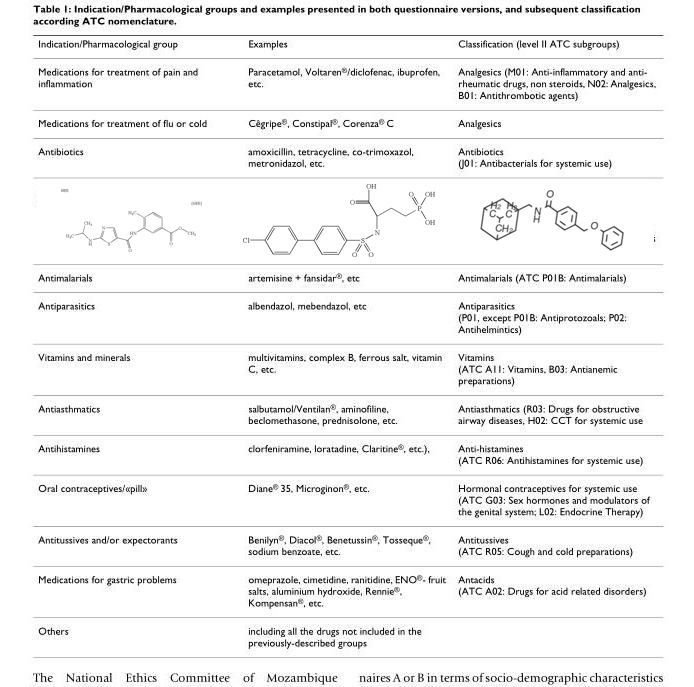 Table 1: Indication/Pharmacological groups and examples presented in both questionnaire versions, and subsequent classification
according ATC nomenclature.
Indication/Pharmacological group Examples Classification (level II ATC subgroups)
Medications for treatment of pain and Paracetamol, Voltaren®/diclofenac, ibuprofen, Analgesics (M01: Anti-inflammatory and anti-
inflammation etc. rheumatic drugs, non steroids, N02: Analgesics,
B01: Antithrombotic agents)
Medications for treatment of flu or cold Cêgripe®, Constipal®, Corenza® C Analgesics
Antibiotics amoxicillin, tetracycline, co-trimoxazol, Antibiotics
metronidazol, etc. (J01: Antibacterials for systemic use)
OH
O OH
P
OH
N
Cl S
O O
H2 H2
C C
CH2
O
N
H
O
H3C
CH3
H3C
N
N
H
S
HN
O
O
O
CH3
;
Antimalarials artemisine + fansidar®, etc Antimalarials (ATC P01B: Antimalarials)
Antiparasitics albendazol, mebendazol, etc Antiparasitics
(P01, except P01B: Antiprotozoals; P02:
Antihelmintics)
Vitamins and minerals multivitamins, complex B, ferrous salt, vitamin Vitamins
C, etc. (ATC A11: Vitamins, B03: Antianemic
preparations)
Antiasthmatics salbutamol/Ventilan®, aminofiline, Antiasthmatics (R03: Drugs for obstructive
beclomethasone, prednisolone, etc. airway diseases, H02: CCT for systemic use
Antihistamines clorfeniramine, loratadine, Claritine®, etc.), Anti-histamines
(ATC R06: Antihistamines for systemic use)
Oral contraceptives/«pill» Diane® 35, Microginon®, etc. Hormonal contraceptives for systemic use
(ATC G03: Sex hormones and modulators of
the genital system; L02: Endocrine Therapy)
Antitussives and/or expectorants Benilyn®, Diacol®, Benetussin®, Tosseque®, Antitussives
sodium benzoate, etc. (ATC R05: Cough and cold preparations)
Medications for gastric problems omeprazole, cimetidine, ranitidine, ENO®- fruit Antacids
salts, aluminium hydroxide, Rennie®, (ATC A02: Drugs for acid related disorders)
Kompensan®, etc.
Others including all the drugs not included in the
previously-described groups
The National Ethics Committee of Mozambique naires A or B in terms of socio-demographic characteristics